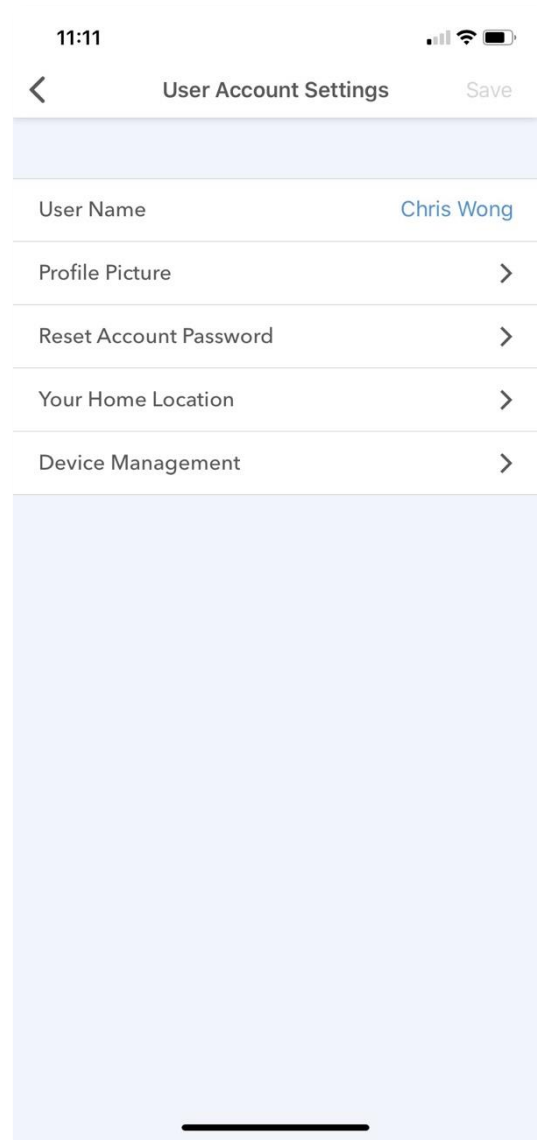 11:11
User Account Settings Save
User Name Chris Wong
Profile Picture
Reset Account Password
Your Home Location
Device Management